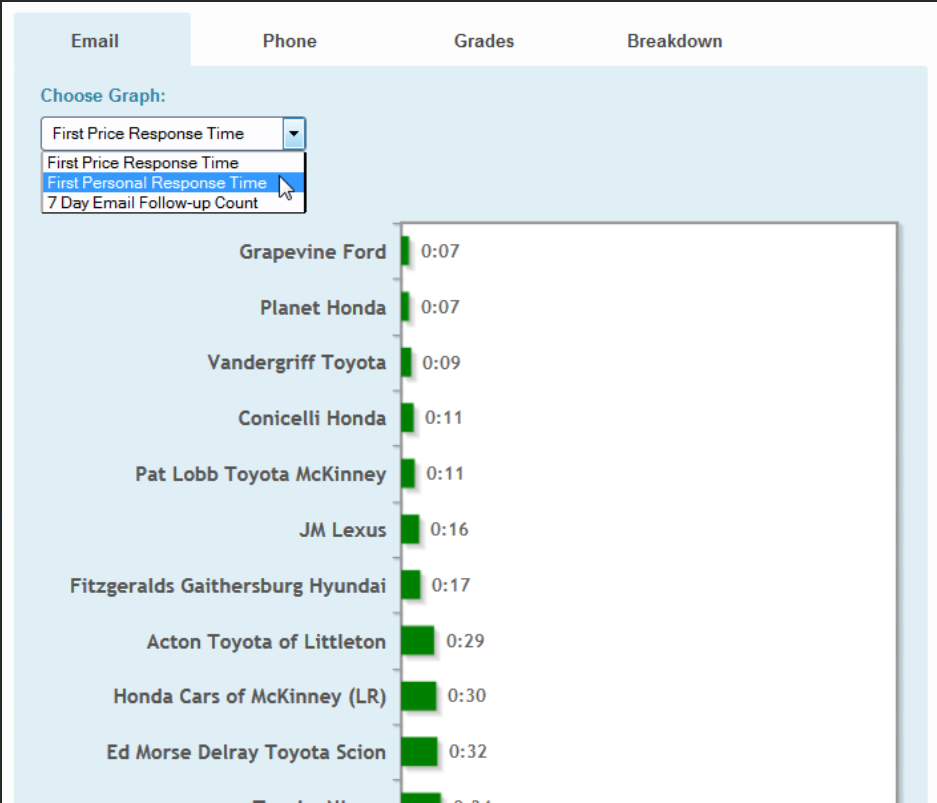 Email Phone Grades Breakdown
Choose Graph:
First Price Response Time
First Price Response Time
First Personal Response Time
7 Day Email Follow-up Count
Grapevine Ford 0:07
Planet Honda 0:07
Vandergriff Toyota 0:09
Conicelli Honda 0:11
Pat Lobb Toyota McKinney 0:11
JM Lexus 0:16
Fitzgeralds Gaithersburg Hyundai 0:17
Acton Toyota of Littleton 0:29
Honda Cars of McKinney (LR) 0:30
Ed Morse Delray Toyota Scion 0:32